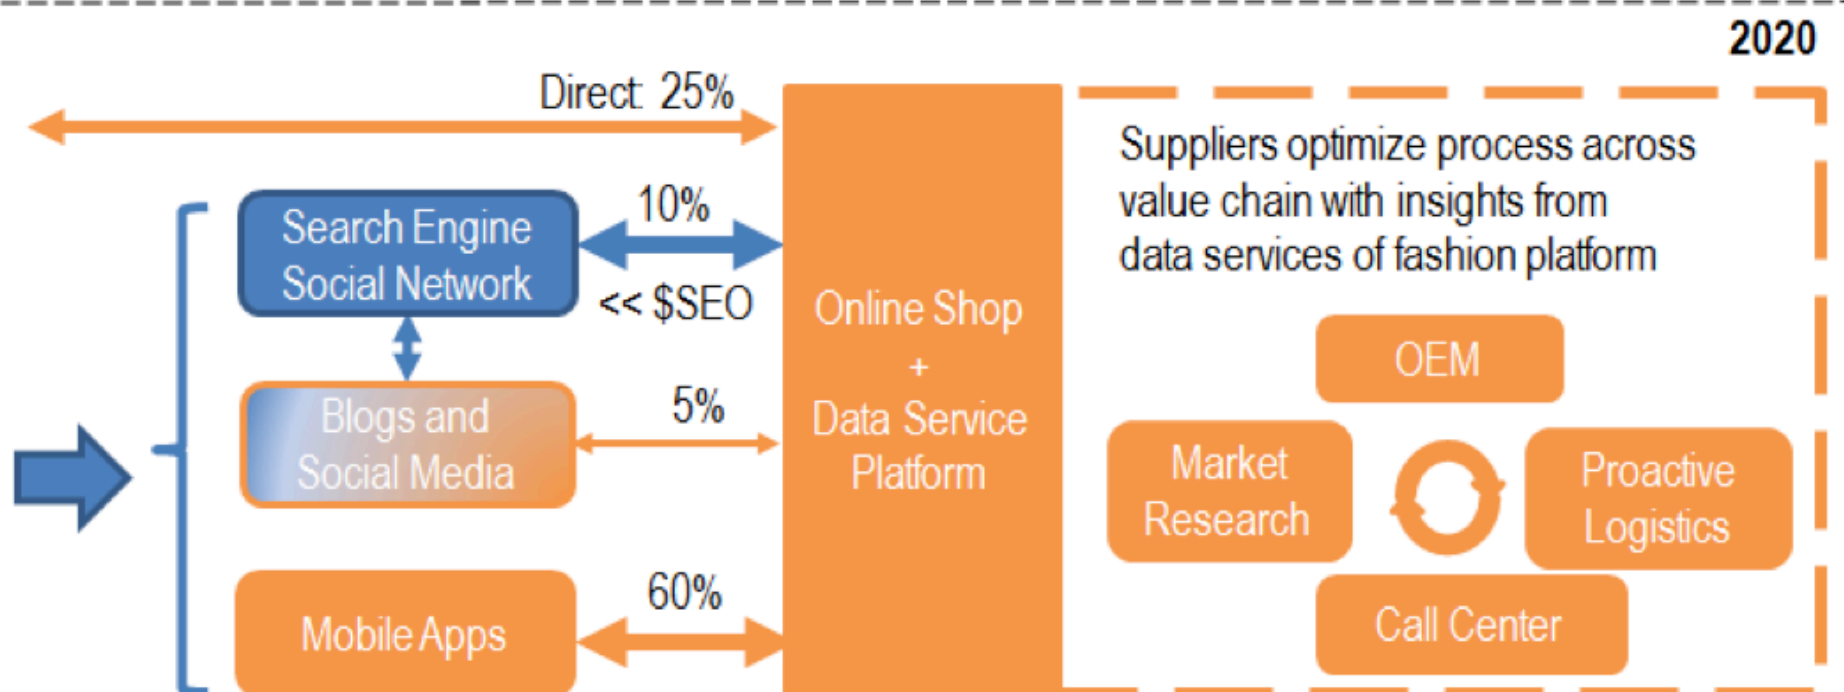 2020
Direct: 25%
Search Engine
Social Network
10%
<< $SEO
Blogs and
Social Media
5%
Mobile Apps
60%
Online Shop
+
Data Service
Platform
Suppliers optimize process across
value chain with insights from
data services of fashion platform
OEM
Market
Research
Proactive
Logistics
Call Center